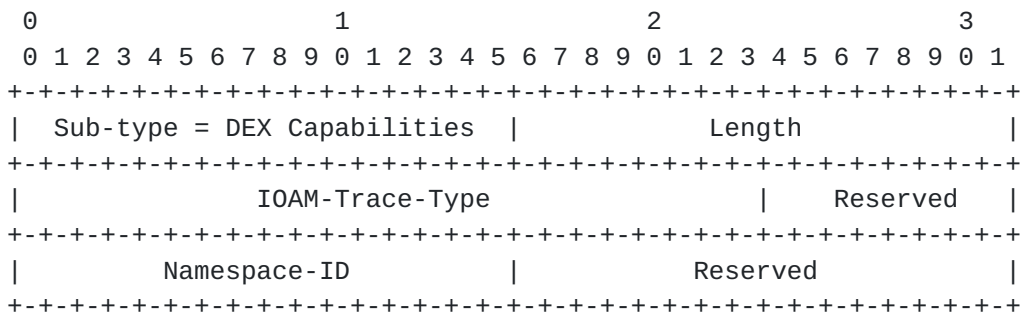 0                   1                   2                   3
 0 1 2 3 4 5 6 7 8 9 0 1 2 3 4 5 6 7 8 9 0 1 2 3 4 5 6 7 8 9 0 1
+-+-+-+-+-+-+-+-+-+-+-+-+-+-+-+-+-+-+-+-+-+-+-+-+-+-+-+-+-+-+-+-+
|  Sub-type = DEX Capabilities  |            Length             |
+-+-+-+-+-+-+-+-+-+-+-+-+-+-+-+-+-+-+-+-+-+-+-+-+-+-+-+-+-+-+-+-+
|               IOAM-Trace-Type                 |    Reserved   |
+-+-+-+-+-+-+-+-+-+-+-+-+-+-+-+-+-+-+-+-+-+-+-+-+-+-+-+-+-+-+-+-+
|         Namespace-ID          |           Reserved            |
+-+-+-+-+-+-+-+-+-+-+-+-+-+-+-+-+-+-+-+-+-+-+-+-+-+-+-+-+-+-+-+-+